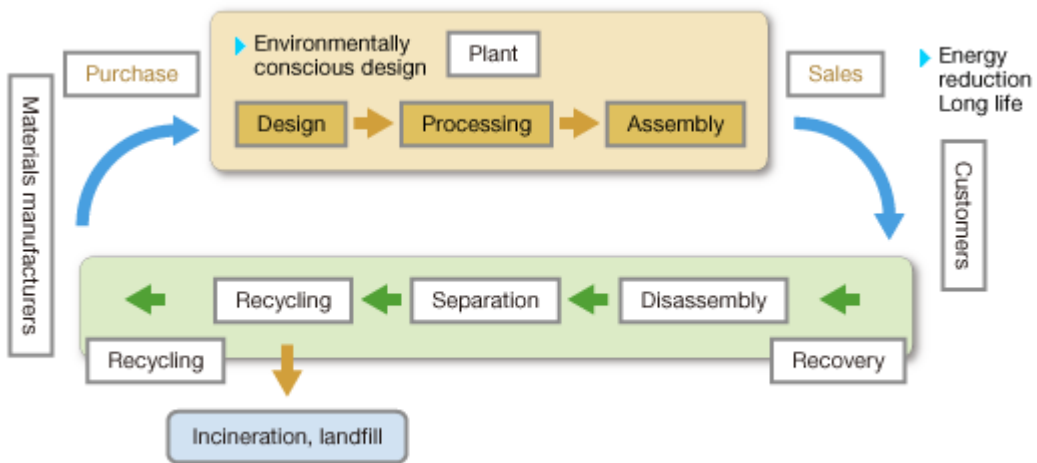 Environmentally
conscious design
Plant
Purchase
Sales
Energy
reduction
Long life
Materials manufacturers
Design
Processing
Assembly
Customers
Recycling
Separation
Disassembly
Recycling
Recovery
Incineration, landfill